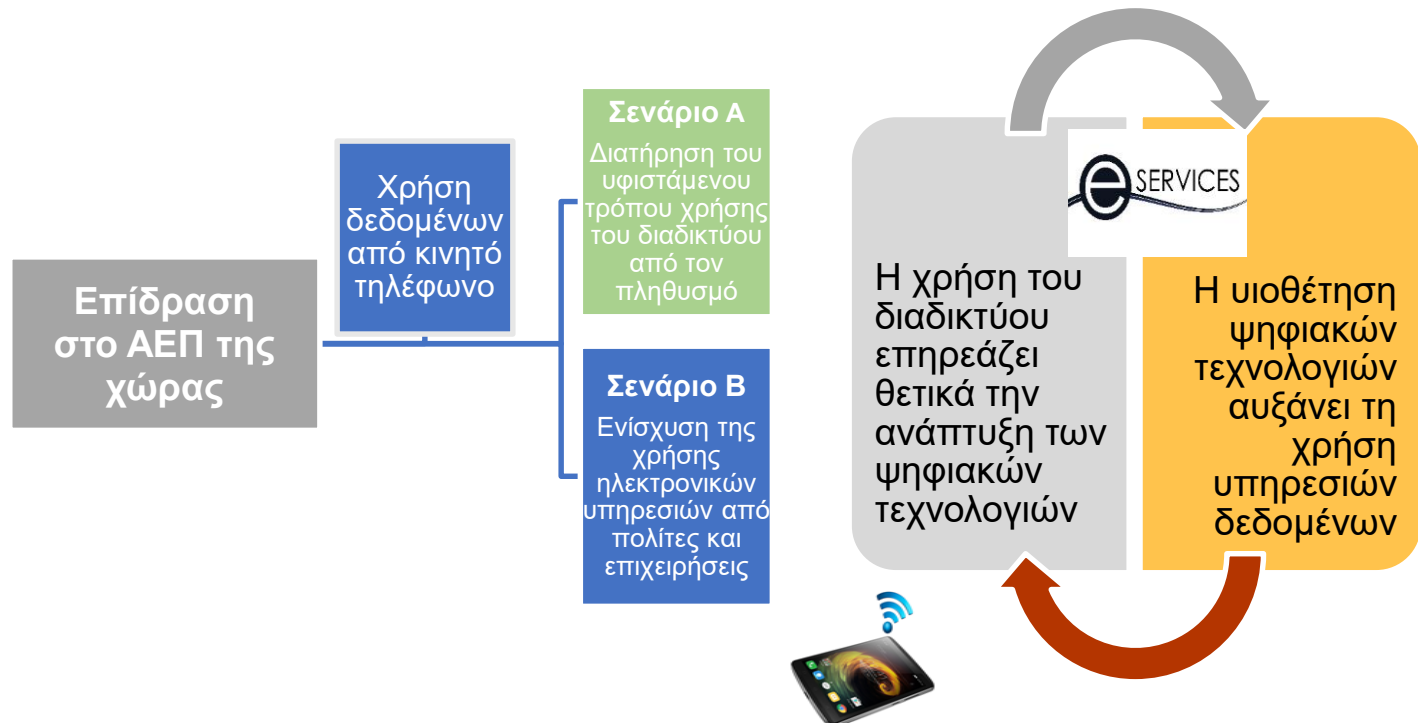 Επίδραση
στο ΑΕΠ της
χώρας
Χρήση
δεδομένων
από κινητό
τηλέφωνο
Σενάριο Α
Διατήρηση του
υφιστάμενου
τρόπου χρήσης
του διαδικτύου
από τον
πληθυσμό
Σενάριο Β
Ενίσχυση της
χρήσης
ηλεκτρονικών
υπηρεσιών από
πολίτες και
επιχειρήσεις
e SERVICES
Η χρήση του
διαδικτύου
επηρεάζει
θετικά την
ανάπτυξη των
ψηφιακών
τεχνολογιών
Η υιοθέτηση
ψηφιακών
τεχνολογιών
αυξάνει τη
χρήση
υπηρεσιών
δεδομένων